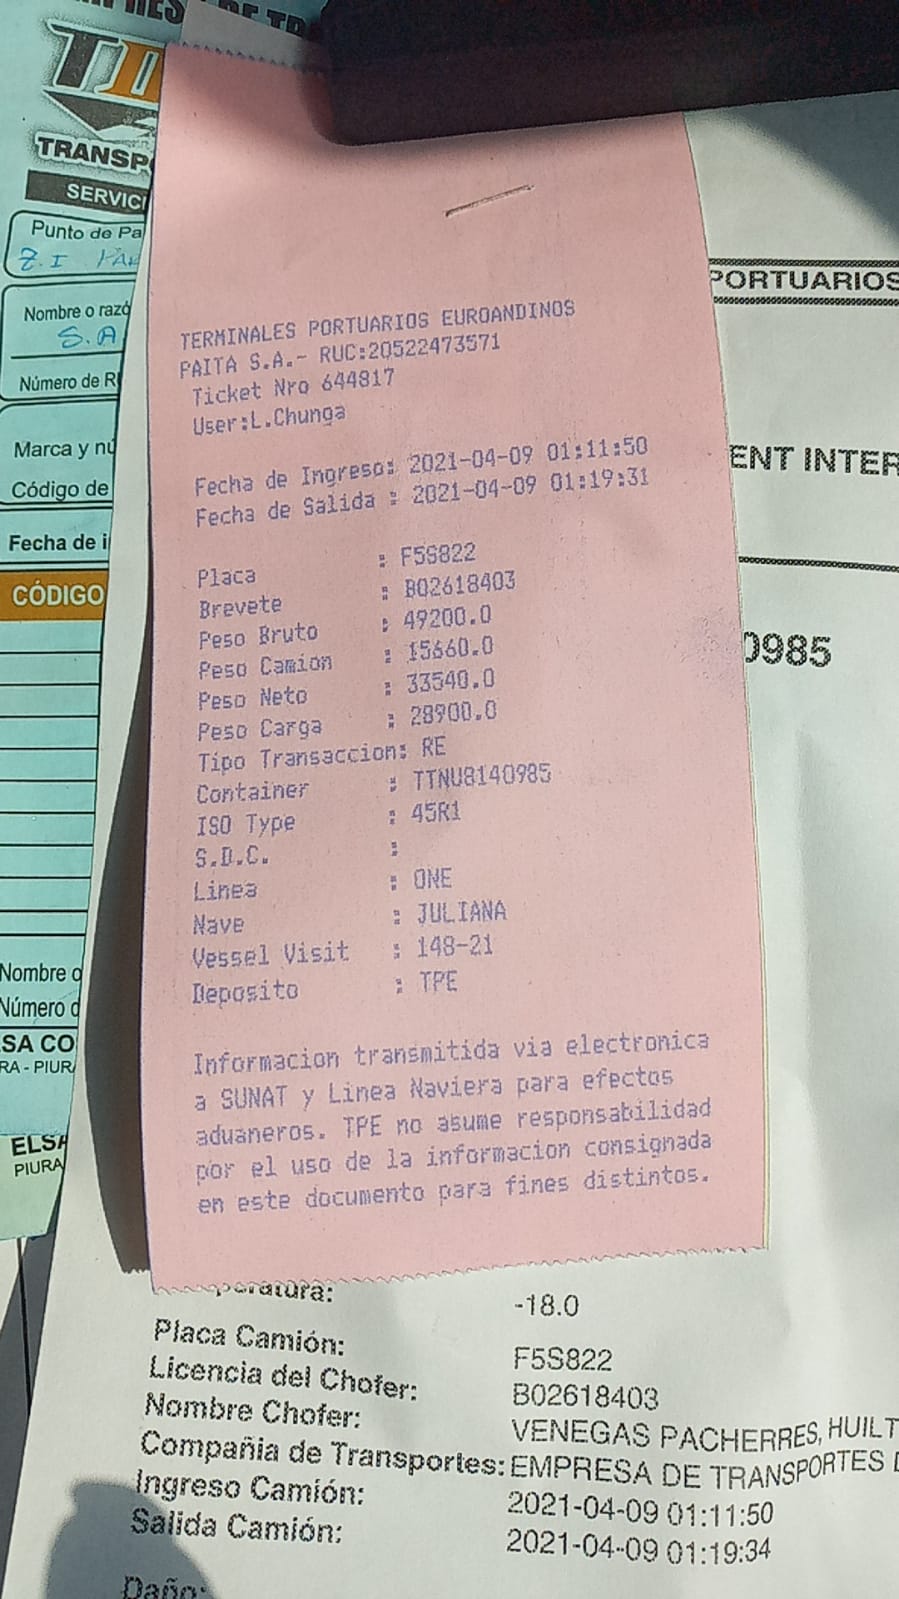 TRANSP
SERVICI
Punto de Pa
Z.I PAI
Nombre o razó
S.A
Número de R
Marca y nú
Código de
Fecha de i
CÓDIGO
Nombre o
Número d
SA CO
RA - PIURA
ELSA
PIURA
TERMINALES PORTUARIOS EUROANDINOS
PAITA S.A.- RUC:20522473571
Ticket Nro 644817
User:L.Chunga
Fecha de Ingreso: 2021-04-09 01:11:50
Fecha de Salida : 2021-04-09 01:19:31
Placa : F5S822
Brevete : B02618403
Peso Bruto : 49200.0
Peso Camion : 15660.0
Peso Neto : 33540.0
Peso Carga : 28900.0
Tipo Transaccion: RE
Container : TTNU8140985
ISO Type : 45R1
S.D.C. :
Linea : ONE
Nave : JULIANA
Vessel Visit : 148-21
Deposito : TPE
Informacion transmitida via electronica
a SUNAT y Linea Naviera para efectos
aduaneros. TPE no asume responsabilidad
por el uso de la informacion consignada
en este documento para fines distintos.
PORTUARIOS
ENT INTER
0985
peratura: -18.0
Placa Camión: F5S822
Licencia del Chofer: B02618403
Nombre Chofer: VENEGAS PACHERRES, HUILT
Compañia de Transportes: EMPRESA DE TRANSPORTES D
Ingreso Camión: 2021-04-09 01:11:50
Salida Camión: 2021-04-09 01:19:34
Daño: